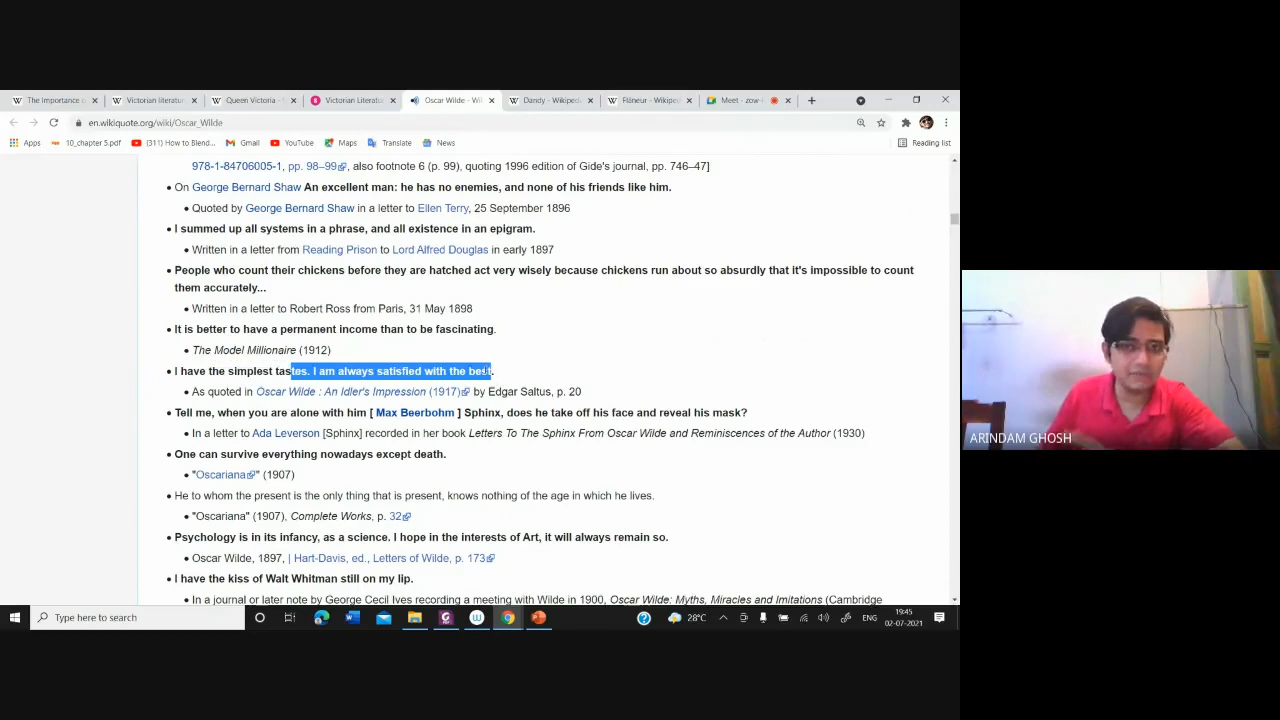 The Importance o
Victorian literatur
Queen Victoria -
Victorian Literatu
Oscar Wilde - Wi
Dandy - Wikiped
Flâneur - Wikiped
Meet - zow-
en.wikiquote.org/wiki/Oscar_Wilde
Apps
10_chapter 5.pdf
(311) How to Blend...
Gmail
YouTube
Maps
Translate
News
Reading list
978-1-84706005-1, pp. 98–99, also footnote 6 (p. 99), quoting 1996 edition of Gide's journal, pp. 746–47]
• On George Bernard Shaw An excellent man: he has no enemies, and none of his friends like him.
• Quoted by George Bernard Shaw in a letter to Ellen Terry, 25 September 1896
• I summed up all systems in a phrase, and all existence in an epigram.
• Written in a letter from Reading Prison to Lord Alfred Douglas in early 1897
• People who count their chickens before they are hatched act very wisely because chickens run about so absurdly that it's impossible to count
them accurately...
• Written in a letter to Robert Ross from Paris, 31 May 1898
• It is better to have a permanent income than to be fascinating.
• The Model Millionaire (1912)
• I have the simplest tastes. I am always satisfied with the best.
• As quoted in Oscar Wilde : An Idler's Impression (1917) by Edgar Saltus, p. 20
• Tell me, when you are alone with him [ Max Beerbohm ] Sphinx, does he take off his face and reveal his mask?
• In a letter to Ada Leverson [Sphinx] recorded in her book Letters To The Sphinx From Oscar Wilde and Reminiscences of the Author (1930)
• One can survive everything nowadays except death.
• "Oscariana" (1907)
• He to whom the present is the only thing that is present, knows nothing of the age in which he lives.
• "Oscariana" (1907), Complete Works, p. 32
• Psychology is in its infancy, as a science. I hope in the interests of Art, it will always remain so.
• Oscar Wilde, 1897, | Hart-Davis, ed., Letters of Wilde, p. 173
• I have the kiss of Walt Whitman still on my lip.
• In a journal or later note by George Cecil Ives recording a meeting with Wilde in 1900, Oscar Wilde: Myths, Miracles and Imitations (Cambridge
ARINDAM GHOSH
Type here to search
28°C
ENG
19:45
02-07-2021